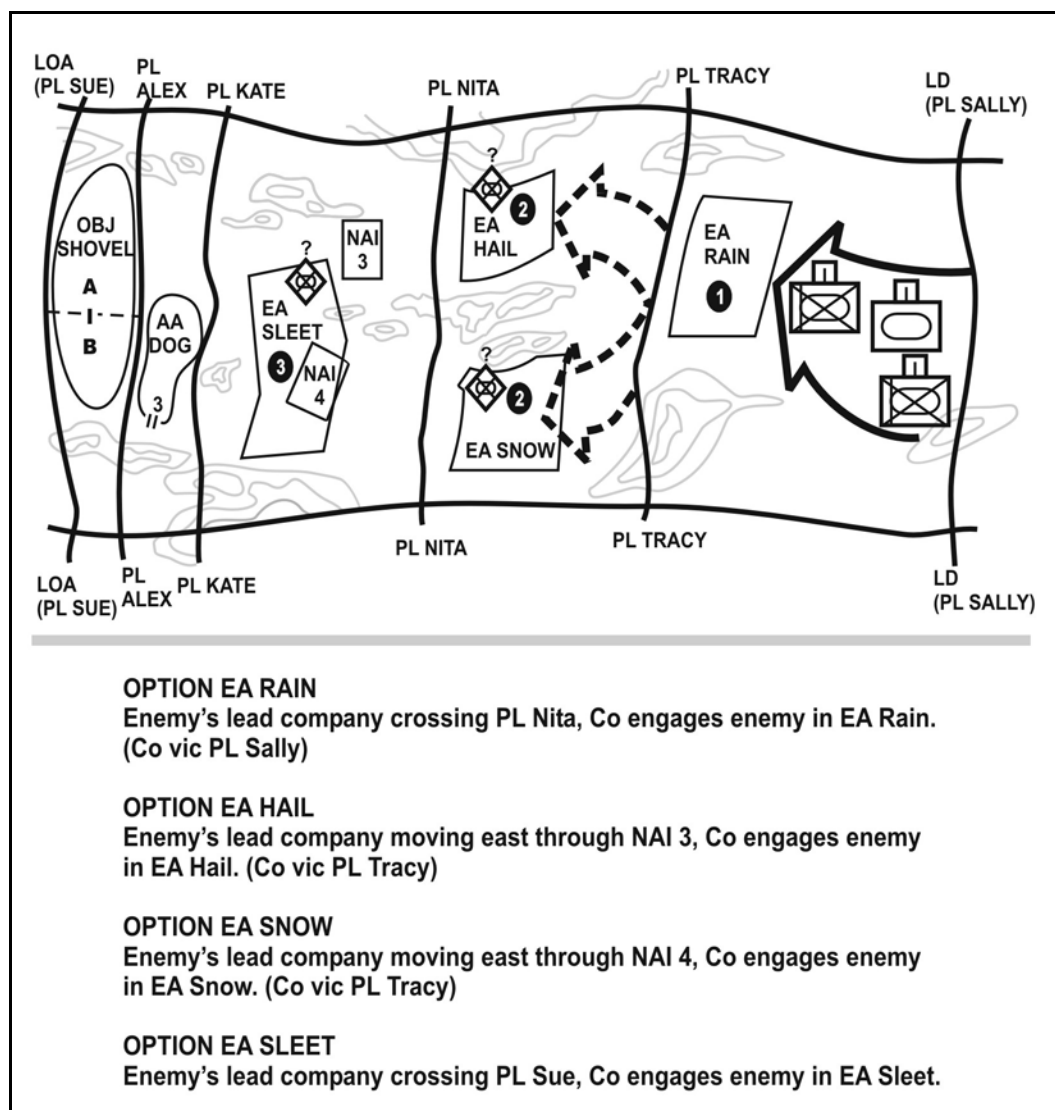 LOA
(PL SUE)
PL
ALEX
PL KATE
PL NITA
PL TRACY
LD
(PL SALLY)
OBJ
SHOVEL
A
I
B
AA
DOG
3
?
EA
SLEET
3
NAI
3
NAI
4
?
EA
HAIL
2
?
2
EA SNOW
EA
RAIN
1
LOA
(PL SUE)
PL
ALEX
PL KATE
PL NITA
PL TRACY
LD
(PL SALLY)
OPTION EA RAIN
Enemy's lead company crossing PL Nita, Co engages enemy in EA Rain.
(Co vic PL Sally)
OPTION EA HAIL
Enemy's lead company moving east through NAI 3, Co engages enemy
in EA Hail. (Co vic PL Tracy)
OPTION EA SNOW
Enemy's lead company moving east through NAI 4, Co engages enemy
in EA Snow. (Co vic PL Tracy)
OPTION EA SLEET
Enemy's lead company crossing PL Sue, Co engages enemy in EA Sleet.